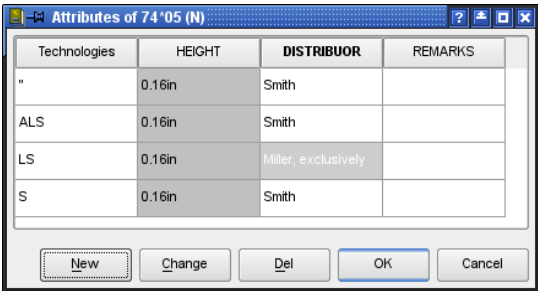 Attributes of 74*05 (N)
Technologies HEIGHT DISTRIBUOR REMARKS
" 0.16in Smith
ALS 0.16in Smith
LS 0.16in Miller, exclusively
S 0.16in Smith
New Change Del OK Cancel